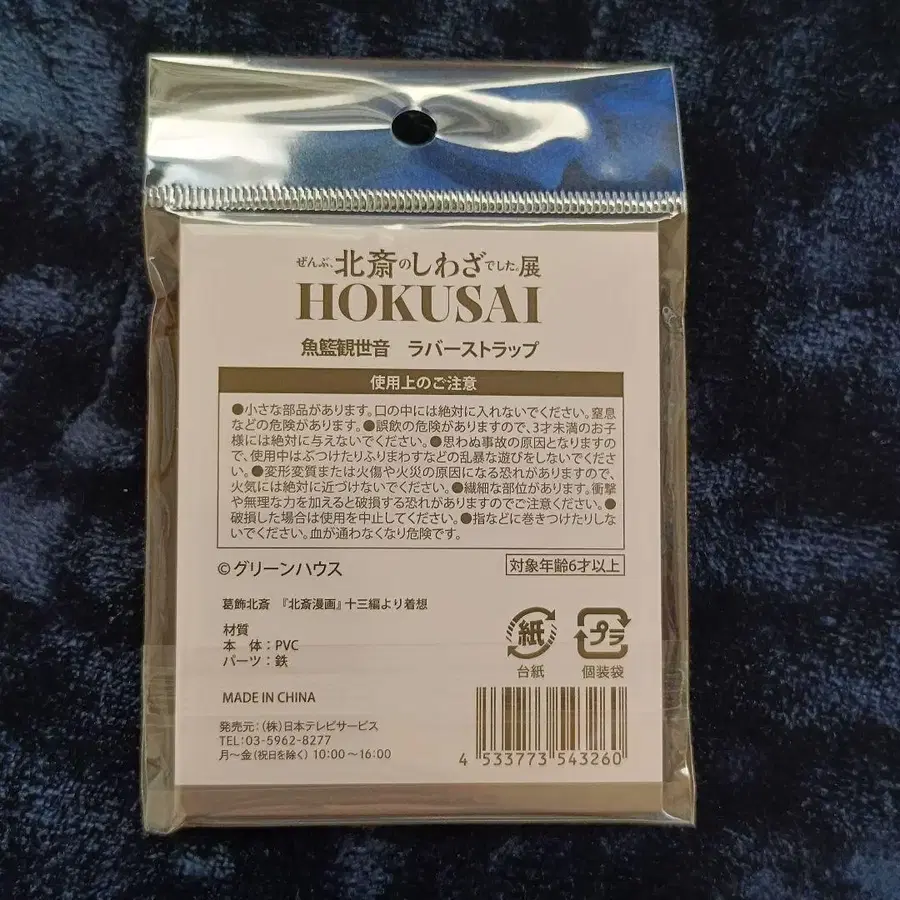 ぜんぶ、北斎のしわざでした。展
HOKUSAI
魚籃観世音 ラバーストラップ
使用上のご注意
●小さな部品があります。口の中には絶対に入れないでください。窒息
などの危険があります。●誤飲の危険がありますので、3才未満のお子
様には絶対に与えないでください。●思わぬ事故の原因となりますの
で、使用中はぶつけたりふりまわすなどの乱暴な遊びをしないでくださ
い。●変形変質または火傷や火災の原因になる恐れがありますので、
火気には絶対に近づけないでください。●繊細な部位があります。衝撃
や無理な力を加えると破損する恐れがありますのでご注意ください。●
破損した場合は使用を中止してください。●指などに巻きつけたりしな
いでください。血が通わなくなり危険です。
©グリーンハウス
対象年齢6才以上
葛飾北斎 『北斎漫画』十三編より着想
材質
本 体：PVC
パーツ：鉄
紙
台紙
プラ
個装袋
MADE IN CHINA
発売元：(株)日本テレビサービス
TEL:03-5962-8277
月～金(祝日を除く)10:00～16:00
4 533773 543260